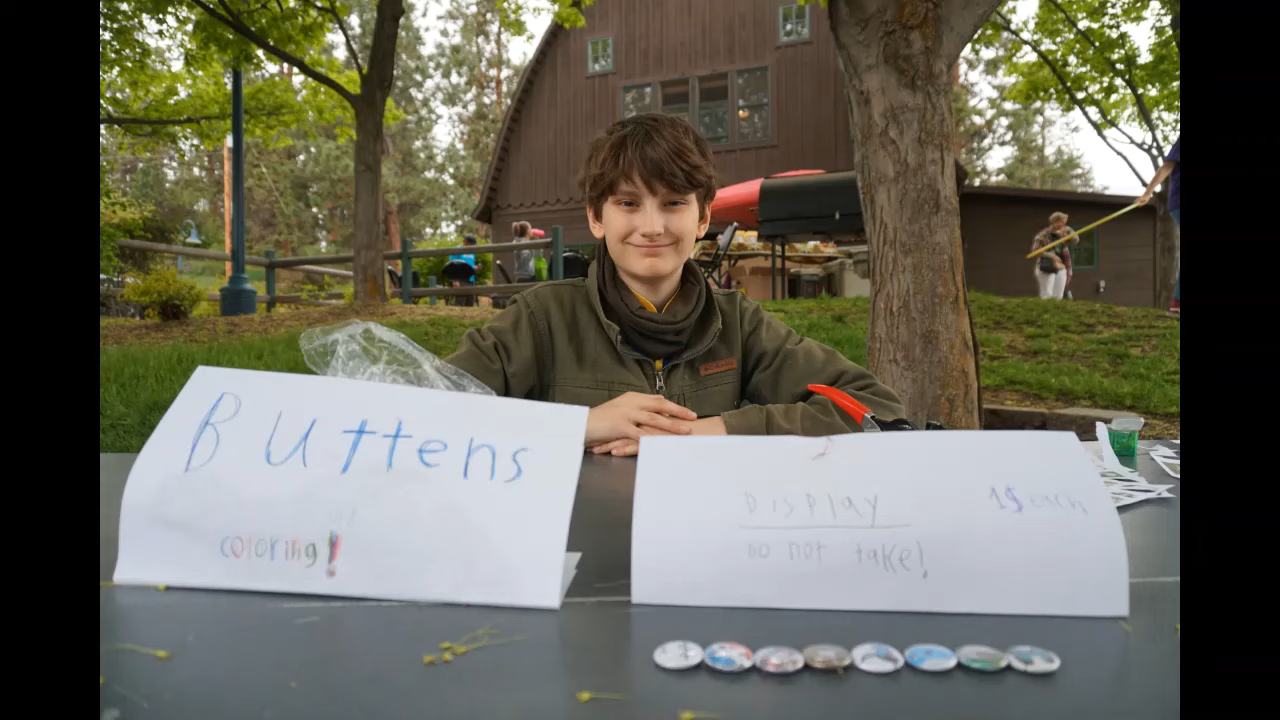 Buttens
coloring!
Display
1$ each
Do not take!